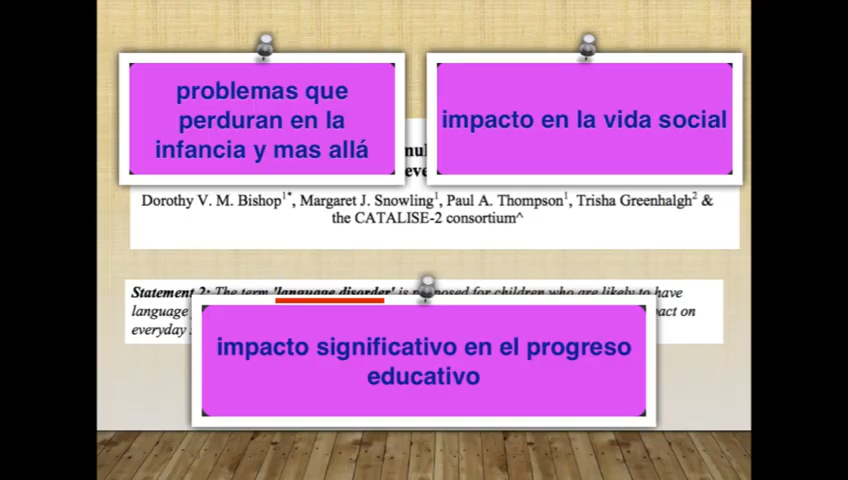 problemas que
perduran en la
infancia y mas allá
impacto en la vida social
Dorothy V. M. Bishop1*, Margaret J. Snowling1, Paul A. Thompson1, Trisha Greenhalgh2 &
the CATALISE-2 consortium^
Statement 2: The term 'language disorder' is proposed for children who are likely to have
language
everyday
impacto significativo en el progreso
educativo